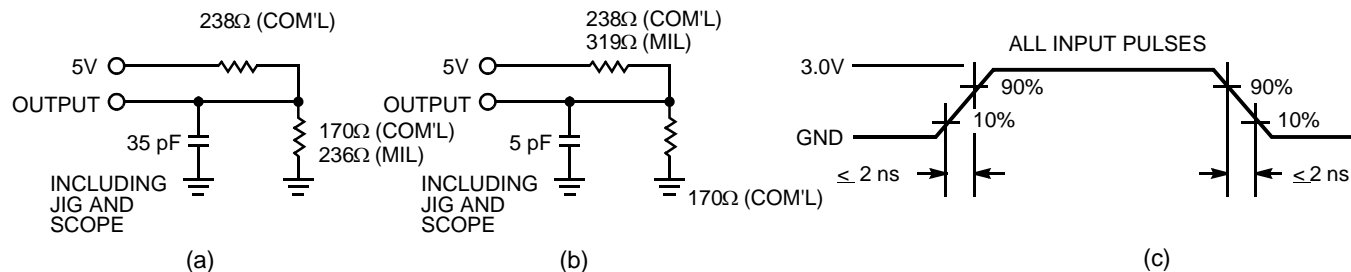 238Ω (COM'L)
5V
OUTPUT
35 pF
170Ω (COM'L)
236Ω (MIL)
INCLUDING
JIG AND
SCOPE
(a)
238Ω (COM'L)
319Ω (MIL)
5V
OUTPUT
5 pF
INCLUDING
JIG AND
SCOPE
170Ω (COM'L)
(b)
ALL INPUT PULSES
3.0V
90%
10%
GND
≤ 2 ns
90%
10%
≤ 2 ns
(c)